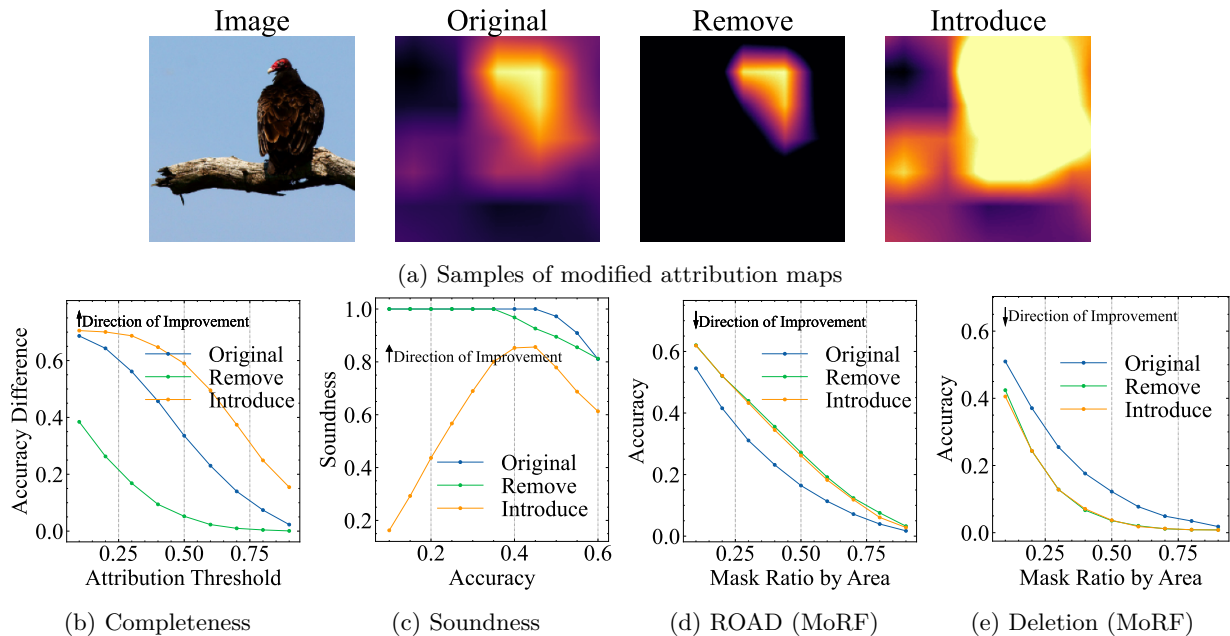 Image Original Remove Introduce
(a) Samples of modified attribution maps
Accuracy Difference
0.6
0.4
0.2
0.0
Direction of Improvement
Original
Remove
Introduce
0.25 0.50 0.75
Attribution Threshold
(b) Completeness
Soundness
1.0
0.8
0.6
0.4
0.2
Direction of Improvement
Original
Remove
Introduce
0.2 0.4 0.6
Accuracy
(c) Soundness
Accuracy
0.6
0.4
0.2
0.0
Direction of Improvement
Original
Remove
Introduce
0.25 0.50 0.75
Mask Ratio by Area
(d) ROAD (MoRF)
Accuracy
0.6
0.4
0.2
0.0
Direction of Improvement
Original
Remove
Introduce
0.25 0.50 0.75
Mask Ratio by Area
(e) Deletion (MoRF)